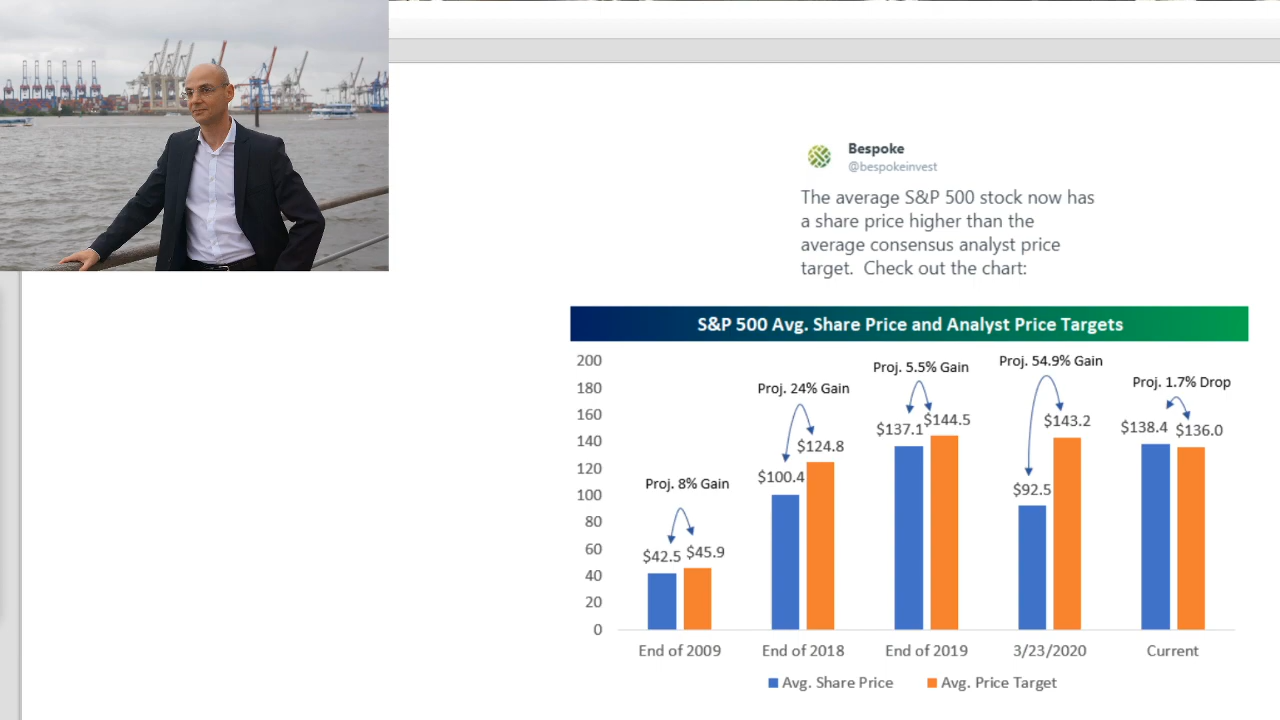 Bespoke
@bespokeinvest
The average S&P 500 stock now has
a share price higher than the
average consensus analyst price
target.  Check out the chart:
S&P 500 Avg. Share Price and Analyst Price Targets
200
180
160
140
120
100
80
60
40
20
0
Proj. 8% Gain
$42.5 $45.9
Proj. 24% Gain
$124.8
$100.4
Proj. 5.5% Gain
$137.1 $144.5
Proj. 54.9% Gain
$143.2
$92.5
Proj. 1.7% Drop
$138.4 $136.0
End of 2009 End of 2018 End of 2019 3/23/2020 Current
Avg. Share Price Avg. Price Target